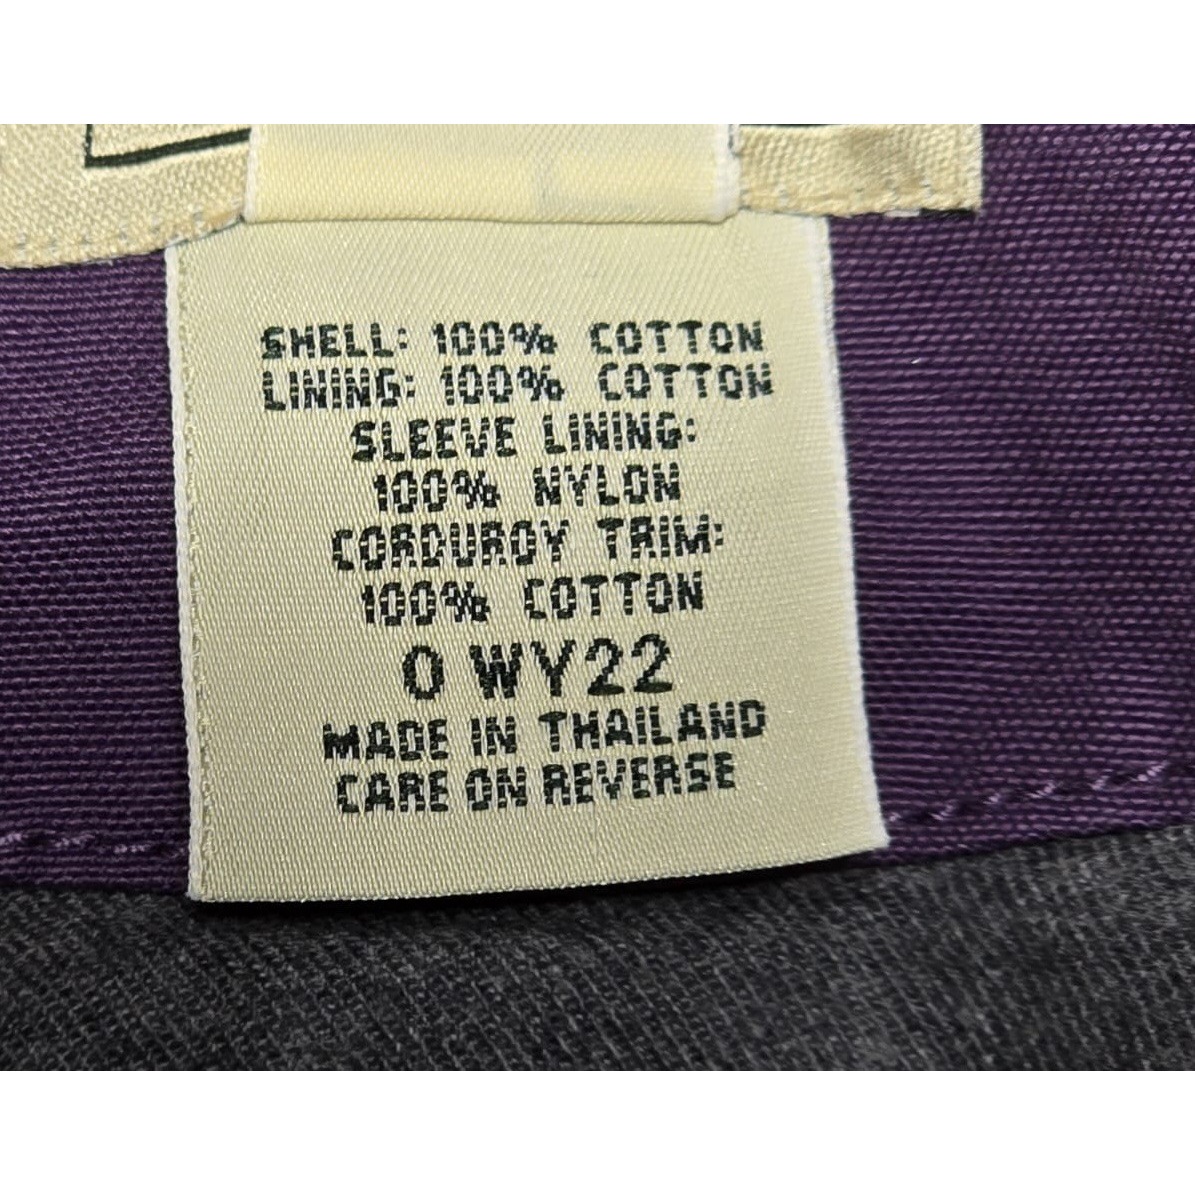 SHELL: 100% COTTON
LINING: 100% COTTON
SLEEVE LINING:
100% NYLON
CORDUROY TRIM:
100% COTTON
O WY22
MADE IN THAILAND
CARE ON REVERSE